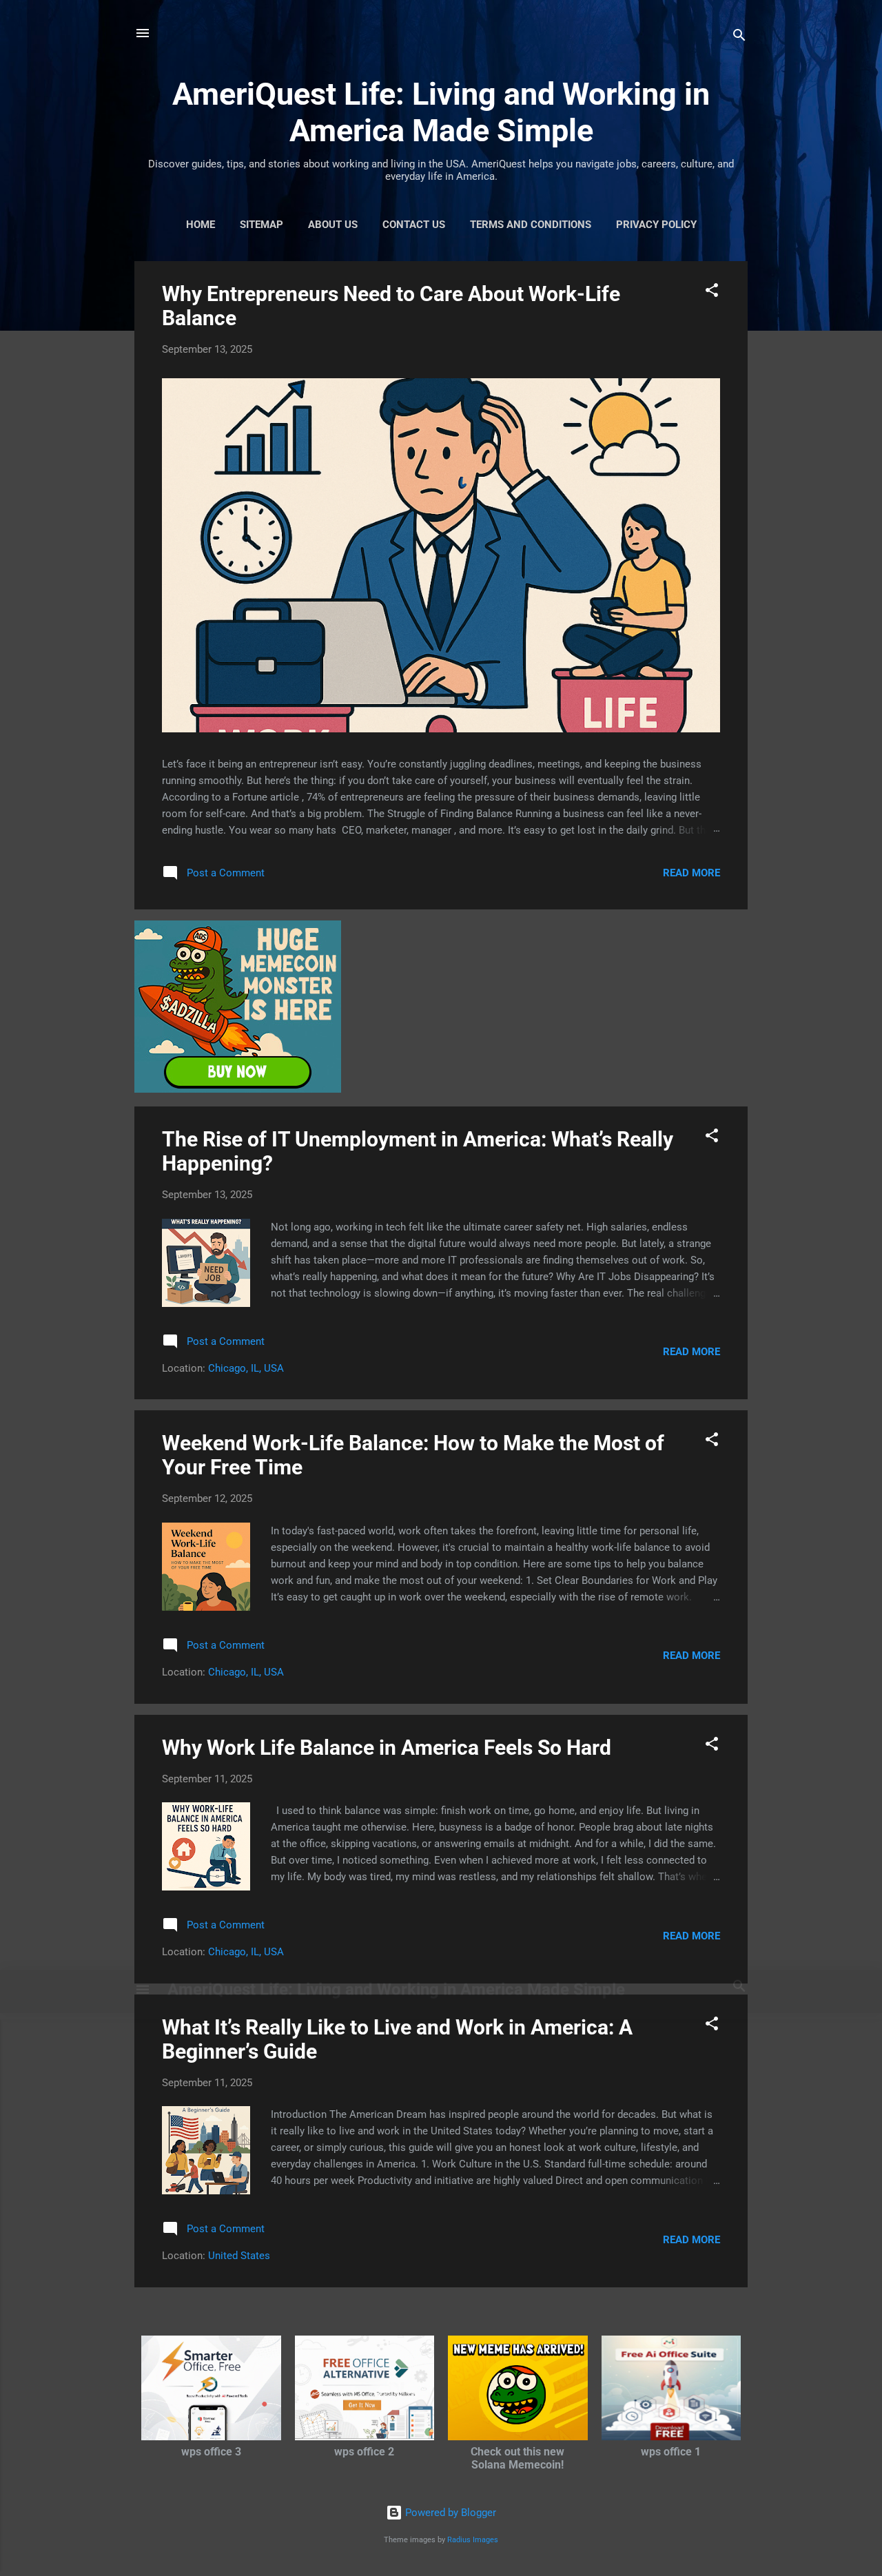 AmeriQuest Life: Living and Working in
America Made Simple
Discover guides, tips, and stories about working and living in the USA. AmeriQuest helps you navigate jobs, careers, culture, and
everyday life in America.
HOME SITEMAP ABOUT US CONTACT US TERMS AND CONDITIONS PRIVACY POLICY
Why Entrepreneurs Need to Care About Work-Life
Balance
September 13, 2025
WORK
LIFE
Let's face it being an entrepreneur isn't easy. You're constantly juggling deadlines, meetings, and keeping the business
running smoothly. But here's the thing: if you don't take care of yourself, your business will eventually feel the strain.
According to a Fortune article , 74% of entrepreneurs are feeling the pressure of their business demands, leaving little
room for self-care. And that's a big problem. The Struggle of Finding Balance Running a business can feel like a never-
ending hustle. You wear so many hats  CEO, marketer, manager , and more. It's easy to get lost in the daily grind. But ...
Post a Comment
READ MORE
ADS
$ADZILLA
HUGE
MEMECOIN
MONSTER
IS HERE
BUY NOW
The Rise of IT Unemployment in America: What's Really
Happening?
September 13, 2025
WHAT'S REALLY HAPPENING?
LAYOFFS
NEED
JOB
Not long ago, working in tech felt like the ultimate career safety net. High salaries, endless
demand, and a sense that the digital future would always need more people. But lately, a strange
shift has taken place—more and more IT professionals are finding themselves out of work. So,
what's really happening, and what does it mean for the future? Why Are IT Jobs Disappearing? It's
not that technology is slowing down—if anything, it's moving faster than ever. The real challenge ...
Post a Comment
READ MORE
Location: Chicago, IL, USA
Weekend Work-Life Balance: How to Make the Most of
Your Free Time
September 12, 2025
Weekend
Work-Life
Balance
HOW TO MAKE THE MOST
OF YOUR FREE TIME
In today's fast-paced world, work often takes the forefront, leaving little time for personal life,
especially on the weekend. However, it's crucial to maintain a healthy work-life balance to avoid
burnout and keep your mind and body in top condition. Here are some tips to help you balance
work and fun, and make the most out of your weekend: 1. Set Clear Boundaries for Work and Play
It's easy to get caught up in work over the weekend, especially with the rise of remote work. ...
Post a Comment
READ MORE
Location: Chicago, IL, USA
Why Work Life Balance in America Feels So Hard
September 11, 2025
WHY WORK-LIFE
BALANCE IN AMERICA
FEELS SO HARD
I used to think balance was simple: finish work on time, go home, and enjoy life. But living in
America taught me otherwise. Here, busyness is a badge of honor. People brag about late nights
at the office, skipping vacations, or answering emails at midnight. And for a while, I did the same.
But over time, I noticed something. Even when I achieved more at work, I felt less connected to
my life. My body was tired, my mind was restless, and my relationships felt shallow. That's when ...
Post a Comment
READ MORE
Location: Chicago, IL, USA
AmeriQuest Life: Living and Working in America Made Simple
What It's Really Like to Live and Work in America: A
Beginner's Guide
September 11, 2025
A Beginner's Guide
Introduction The American Dream has inspired people around the world for decades. But what is
it really like to live and work in the United States today? Whether you're planning to move, start a
career, or simply curious, this guide will give you an honest look at work culture, lifestyle, and
everyday challenges in America. 1. Work Culture in the U.S. Standard full-time schedule: around
40 hours per week Productivity and initiative are highly valued Direct and open communication ...
Post a Comment
READ MORE
Location: United States
Smarter
Office, Free
FREE OFFICE
ALTERNATIVE
Get It Now
NEW MEME HAS ARRIVED!
Free Ai Office Suite
Download
FREE
wps office 3
wps office 2
Check out this new
Solana Memecoin!
wps office 1
Powered by Blogger
Theme images by Radius Images